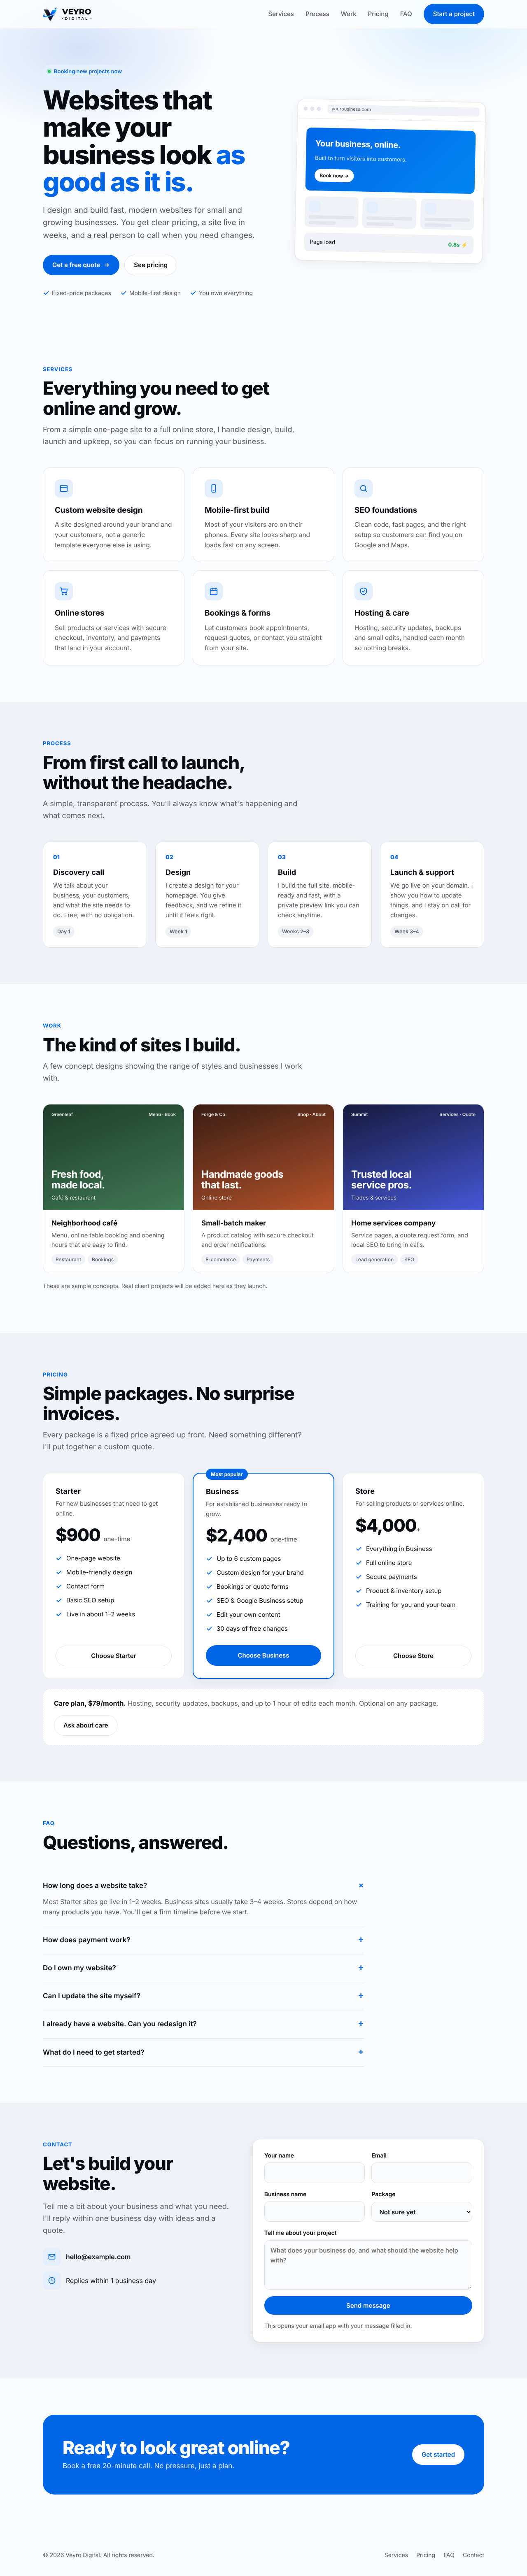 VEYRO
DIGITAL
Services Process Work Pricing FAQ Start a project
Booking new projects now
Websites that
make your
business look as
good as it is.
I design and build fast, modern websites for small and
growing businesses. You get clear pricing, a site live in
weeks, and a real person to call when you need changes.
Get a free quote →
See pricing
Fixed-price packages
Mobile-first design
You own everything
yourbusiness.com
Your business, online.
Built to turn visitors into customers.
Book now →
Page load
0.8s ⚡
SERVICES
Everything you need to get
online and grow.
From a simple one-page site to a full online store, I handle design, build,
launch and upkeep, so you can focus on running your business.
Custom website design
A site designed around your brand and
your customers, not a generic
template everyone else is using.
Mobile-first build
Most of your visitors are on their
phones. Every site looks sharp and
loads fast on any screen.
SEO foundations
Clean code, fast pages, and the right
setup so customers can find you on
Google and Maps.
Online stores
Sell products or services with secure
checkout, inventory, and payments
that land in your account.
Bookings & forms
Let customers book appointments,
request quotes, or contact you straight
from your site.
Hosting & care
Hosting, security updates, backups
and small edits, handled each month
so nothing breaks.
PROCESS
From first call to launch,
without the headache.
A simple, transparent process. You'll always know what's happening and
what comes next.
01
Discovery call
We talk about your
business, your customers,
and what the site needs to
do. Free, with no obligation.
Day 1
02
Design
I create a design for your
homepage. You give
feedback, and we refine it
until it feels right.
Week 1
03
Build
I build the full site, mobile-
ready and fast, with a
private preview link you can
check anytime.
Weeks 2–3
04
Launch & support
We go live on your domain. I
show you how to update
things, and I stay on call for
changes.
Week 3–4
WORK
The kind of sites I build.
A few concept designs showing the range of styles and businesses I work
with.
Greenleaf
Menu · Book
Fresh food,
made local.
Café & restaurant
Neighborhood café
Menu, online table booking and opening
hours that are easy to find.
Restaurant
Bookings
Forge & Co.
Shop · About
Handmade goods
that last.
Online store
Small-batch maker
A product catalog with secure checkout
and order notifications.
E-commerce
Payments
Summit
Services · Quote
Trusted local
service pros.
Trades & services
Home services company
Service pages, a quote request form, and
local SEO to bring in calls.
Lead generation
SEO
These are sample concepts. Real client projects will be added here as they launch.
PRICING
Simple packages. No surprise
invoices.
Every package is a fixed price agreed up front. Need something different?
I'll put together a custom quote.
Starter
For new businesses that need to get
online.
$900 one-time
One-page website
Mobile-friendly design
Contact form
Basic SEO setup
Live in about 1–2 weeks
Choose Starter
Most popular
Business
For established businesses ready to
grow.
$2,400 one-time
Up to 6 custom pages
Custom design for your brand
Bookings or quote forms
SEO & Google Business setup
Edit your own content
30 days of free changes
Choose Business
Store
For selling products or services online.
$4,000+
Everything in Business
Full online store
Secure payments
Product & inventory setup
Training for you and your team
Choose Store
Care plan, $79/month. Hosting, security updates, backups, and up to 1 hour of edits each month. Optional on any package.
Ask about care
FAQ
Questions, answered.
How long does a website take?
Most Starter sites go live in 1–2 weeks. Business sites usually take 3–4 weeks. Stores depend on how
many products you have. You'll get a firm timeline before we start.
How does payment work?
Do I own my website?
Can I update the site myself?
I already have a website. Can you redesign it?
What do I need to get started?
CONTACT
Let's build your
website.
Tell me a bit about your business and what you need.
I'll reply within one business day with ideas and a
quote.
hello@example.com
Replies within 1 business day
Your name
Email
Business name
Package
Not sure yet
Tell me about your project
What does your business do, and what should the website help
with?
Send message
This opens your email app with your message filled in.
Ready to look great online?
Book a free 20-minute call. No pressure, just a plan.
Get started
© 2026 Veyro Digital. All rights reserved.
Services Pricing FAQ Contact